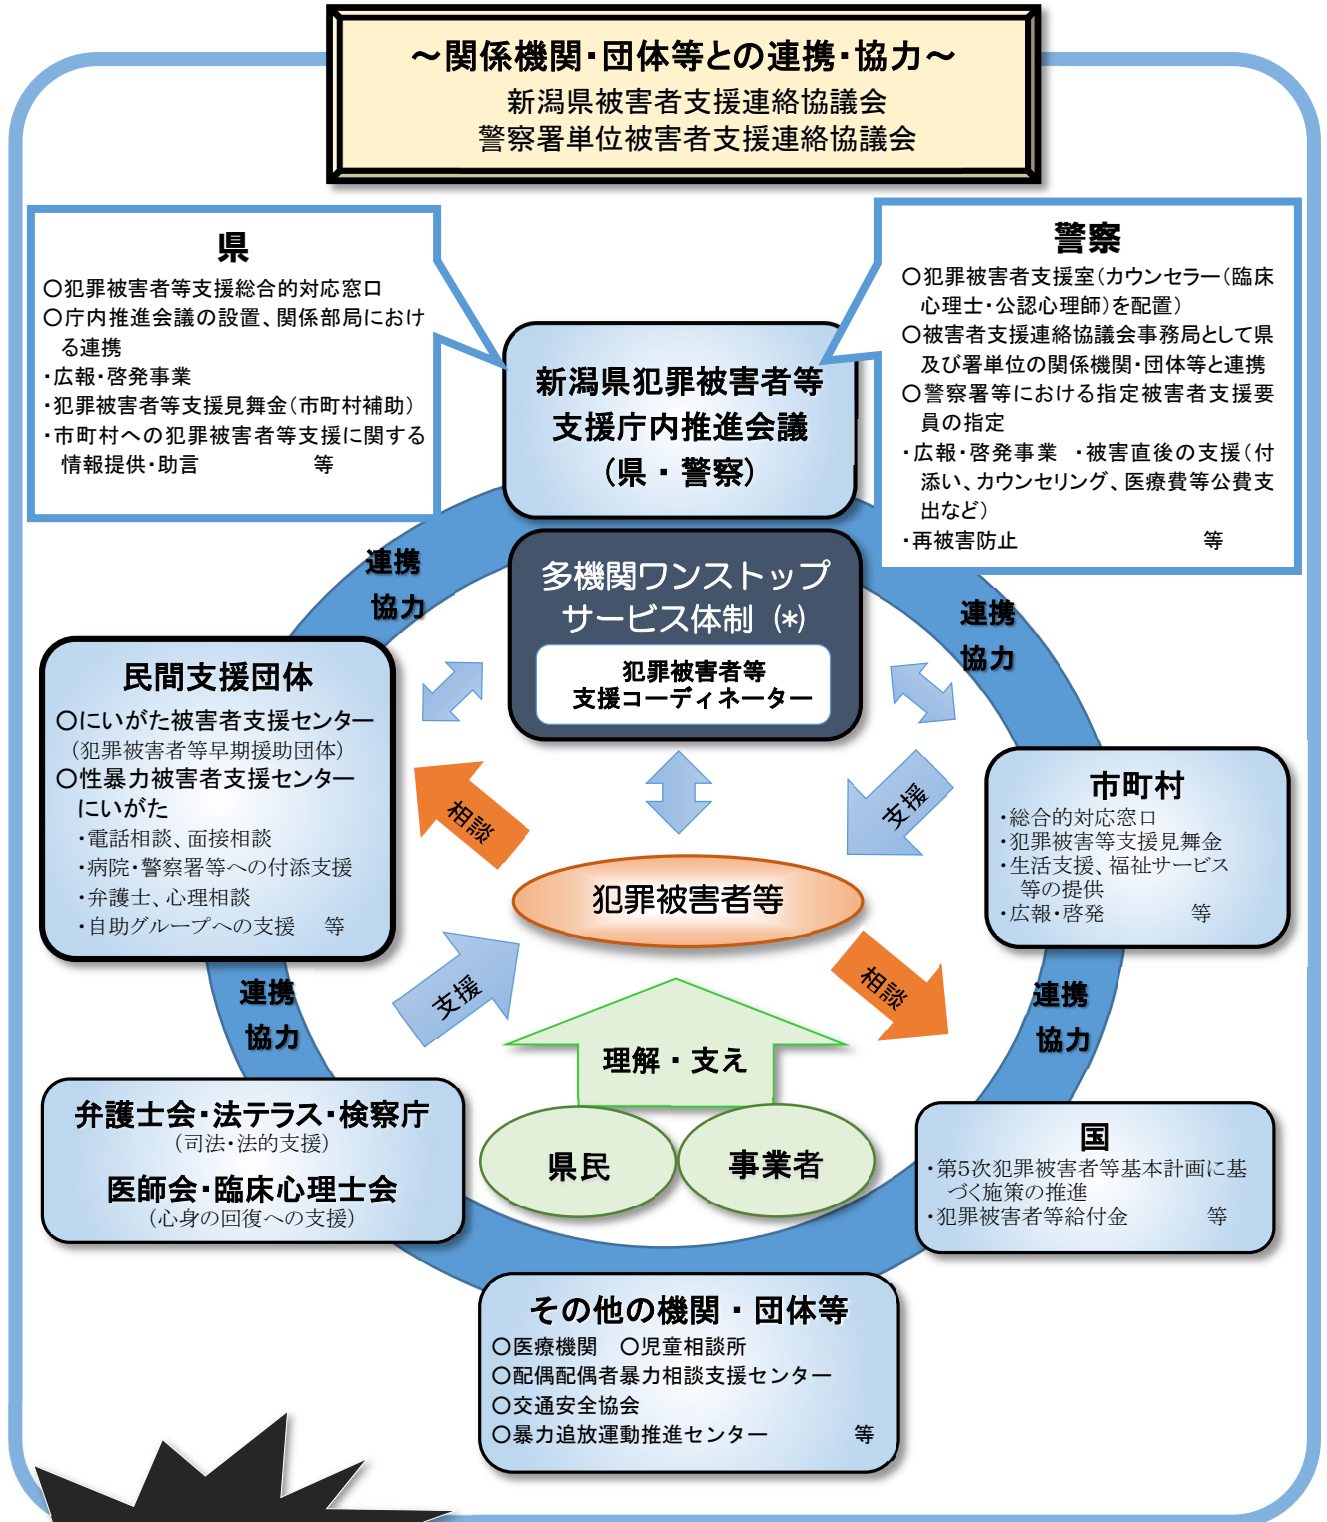 ～関係機関・団体等との連携・協力～
新潟県被害者支援連絡協議会
警察署単位被害者支援連絡協議会
県
○犯罪被害者等支援総合的対応窓口
○庁内推進会議の設置、関係部局におけ
る連携
・広報・啓発事業
・犯罪被害者等支援見舞金（市町村補助）
・市町村への犯罪被害者等支援に関する
情報提供・助言　等
警察
○犯罪被害者支援室（カウンセラー（臨床
心理士・公認心理師）を配置）
○被害者支援連絡協議会事務局として県
及び署単位の関係機関・団体等と連携
○警察署等における指定被害者支援要
員の指定
・広報・啓発事業　・被害直後の支援（付
添い、カウンセリング、医療費等公費支
出など）
・再被害防止　等
新潟県犯罪被害者等
支援庁内推進会議
（県・警察）
多機関ワンストップ
サービス体制（*）
犯罪被害者等
支援コーディネーター
連携
協力
連携
協力
民間支援団体
○にいがた被害者支援センター
（犯罪被害者等早期援助団体）
○性暴力被害者支援センター
にいがた
・電話相談、面接相談
・病院・警察署等への付添支援
・弁護士、心理相談
・自助グループへの支援　等
相談
支援
市町村
・総合的対応窓口
・犯罪被害等支援見舞金
・生活支援、福祉サービス
等の提供
・広報・啓発　等
犯罪被害者等
支援
相談
連携
協力
連携
協力
理解・支え
県民
事業者
弁護士会・法テラス・検察庁
（司法・法的支援）
医師会・臨床心理士会
（心身の回復への支援）
国
・第5次犯罪被害者等基本計画に基
づく施策の推進
・犯罪被害者等給付金　等
その他の機関・団体等
○医療機関　○児童相談所
○配偶配偶者暴力相談支援センター
○交通安全協会
○暴力追放運動推進センター　等